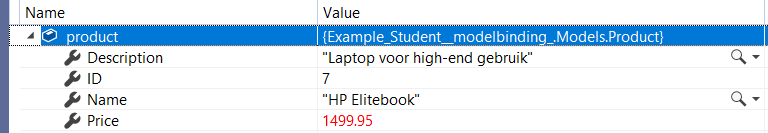 Name Value
product {Example_Student__modelbinding_.Models.Product}
Description "Laptop voor high-end gebruik"
ID 7
Name "HP Elitebook"
Price 1499.95